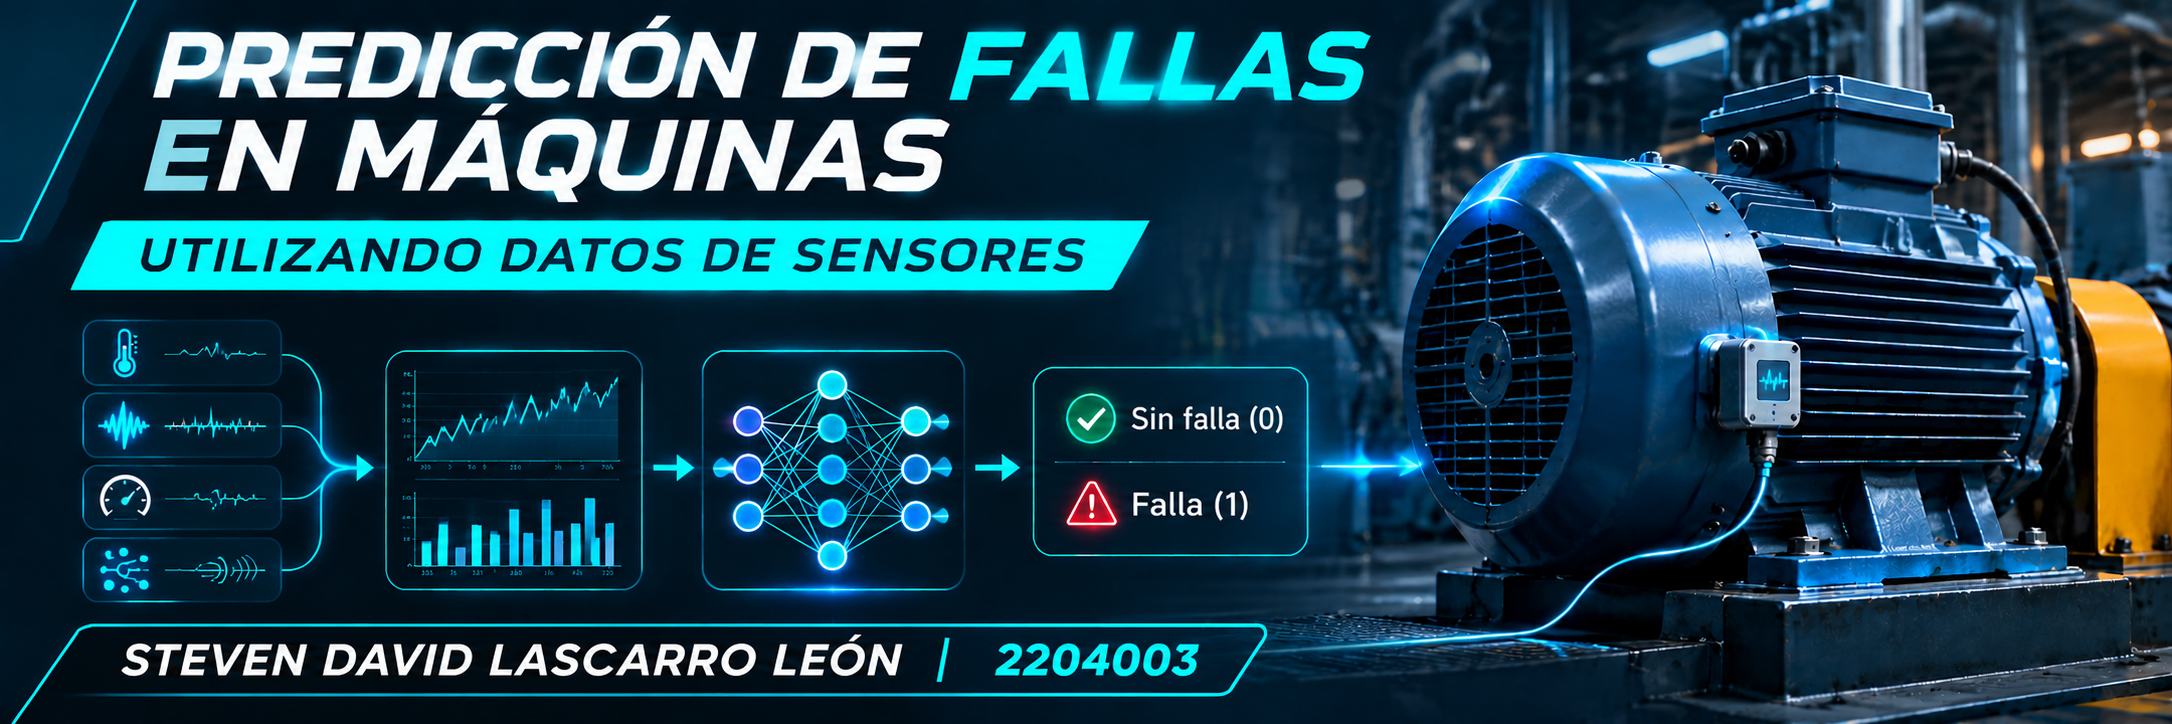 PREDICCIÓN DE FALLAS
EN MÁQUINAS
UTILIZANDO DATOS DE SENSORES
Sin falla (0)
Falla (1)
STEVEN DAVID LASCARRO LEÓN | 2204003